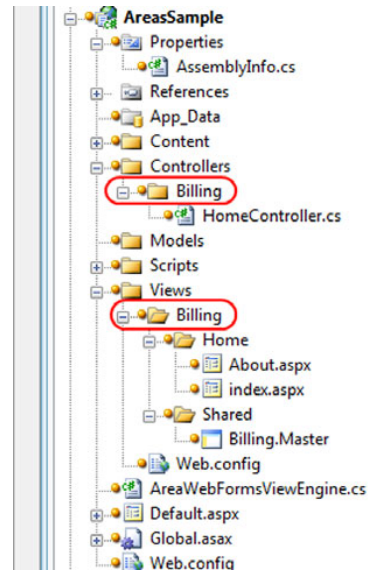 AreasSample
Properties
AssemblyInfo.cs
References
App_Data
Content
Controllers
Billing
HomeController.cs
Models
Scripts
Views
Billing
Home
About.aspx
index.aspx
Shared
Billing.Master
Web.config
AreaWebFormsViewEngine.cs
Default.aspx
Global.asax
Web.config